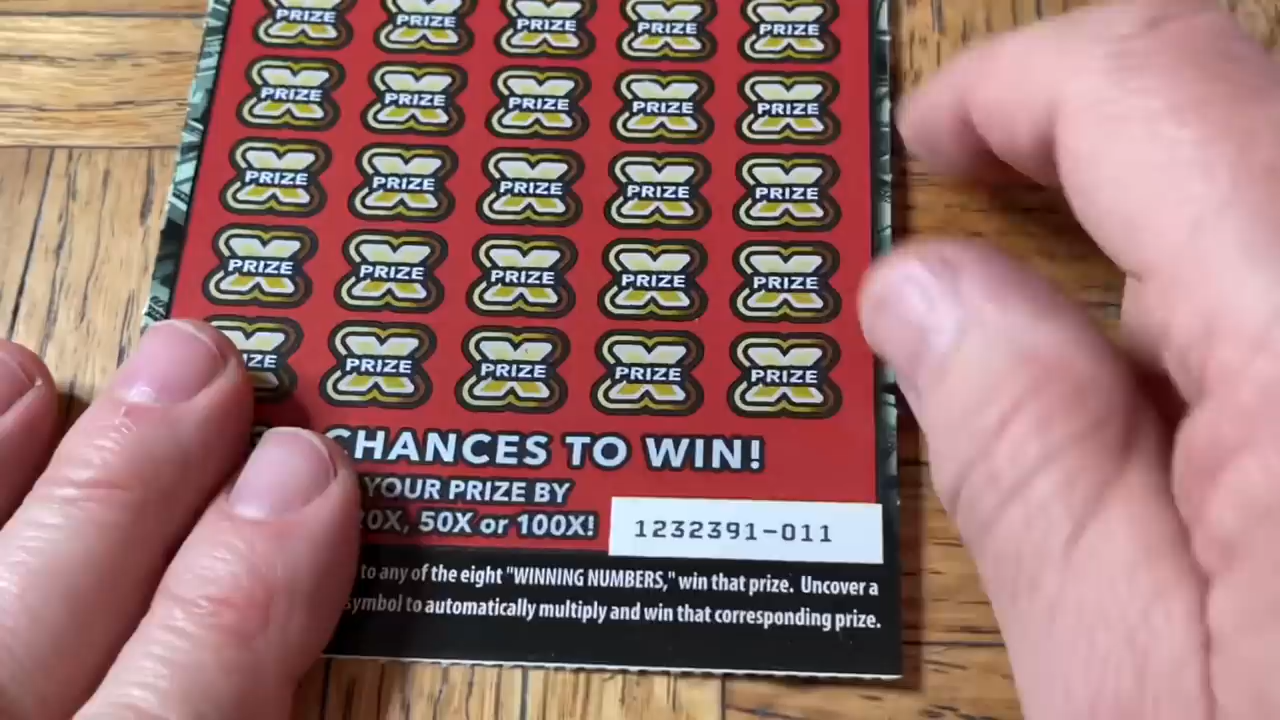 PRIZE PRIZE PRIZE PRIZE PRIZE
PRIZE PRIZE PRIZE PRIZE PRIZE
PRIZE PRIZE PRIZE PRIZE PRIZE
PRIZE PRIZE PRIZE PRIZE PRIZE
PRIZE PRIZE PRIZE PRIZE
CHANCES TO WIN!
YOUR PRIZE BY
50X or 100X!
1232391-011
to any of the eight "WINNING NUMBERS," win that prize. Uncover a
symbol to automatically multiply and win that corresponding prize.